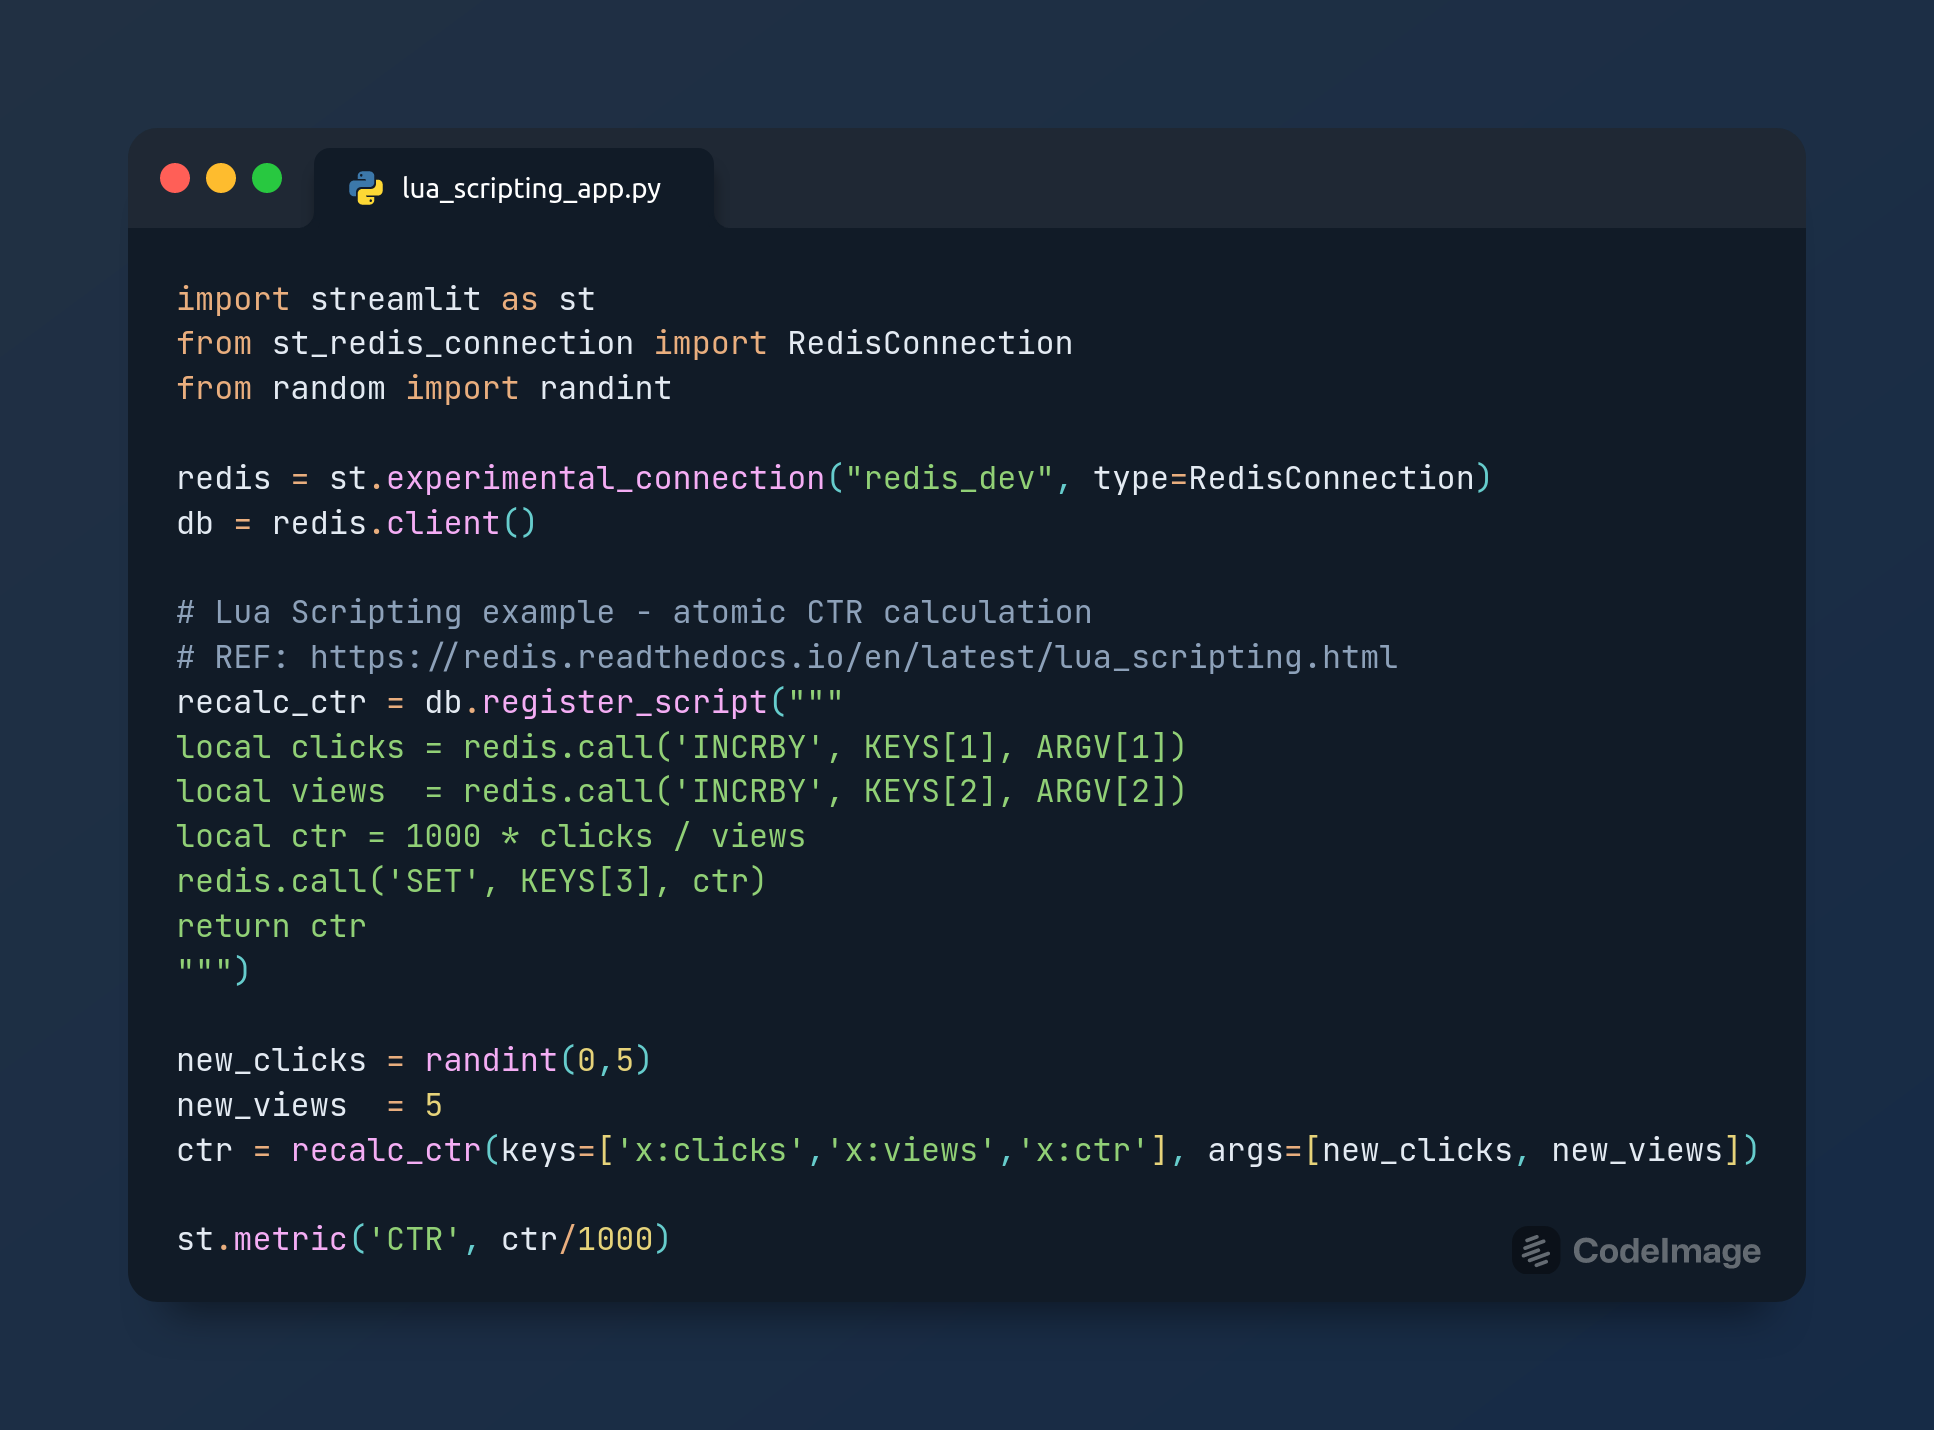 lua_scripting_app.py
import streamlit as st
from st_redis_connection import RedisConnection
from random import randint

redis = st.experimental_connection("redis_dev", type=RedisConnection)
db = redis.client()

# Lua Scripting example - atomic CTR calculation
# REF: https://redis.readthedocs.io/en/latest/lua_scripting.html
recalc_ctr = db.register_script("""
local clicks = redis.call('INCRBY', KEYS[1], ARGV[1])
local views  = redis.call('INCRBY', KEYS[2], ARGV[2])
local ctr = 1000 * clicks / views
redis.call('SET', KEYS[3], ctr)
return ctr
""")

new_clicks = randint(0,5)
new_views  = 5
ctr = recalc_ctr(keys=['x:clicks','x:views','x:ctr'], args=[new_clicks, new_views])

st.metric('CTR', ctr/1000)
CodeImage